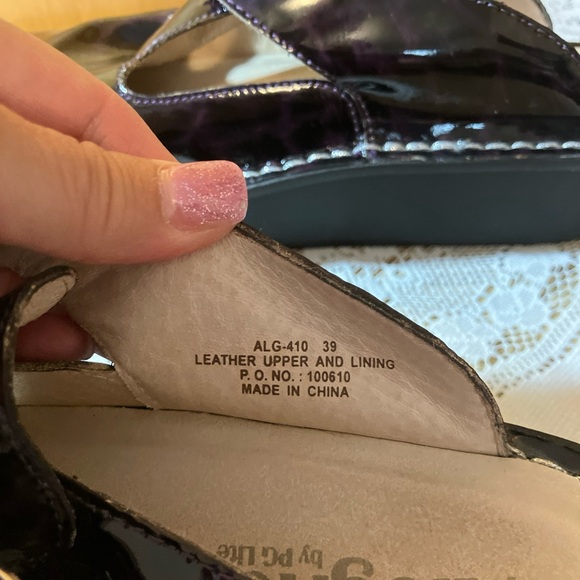 ALG-410 39
LEATHER UPPER AND LINING
P. O. NO. : 100610
MADE IN CHINA
by PG Lite